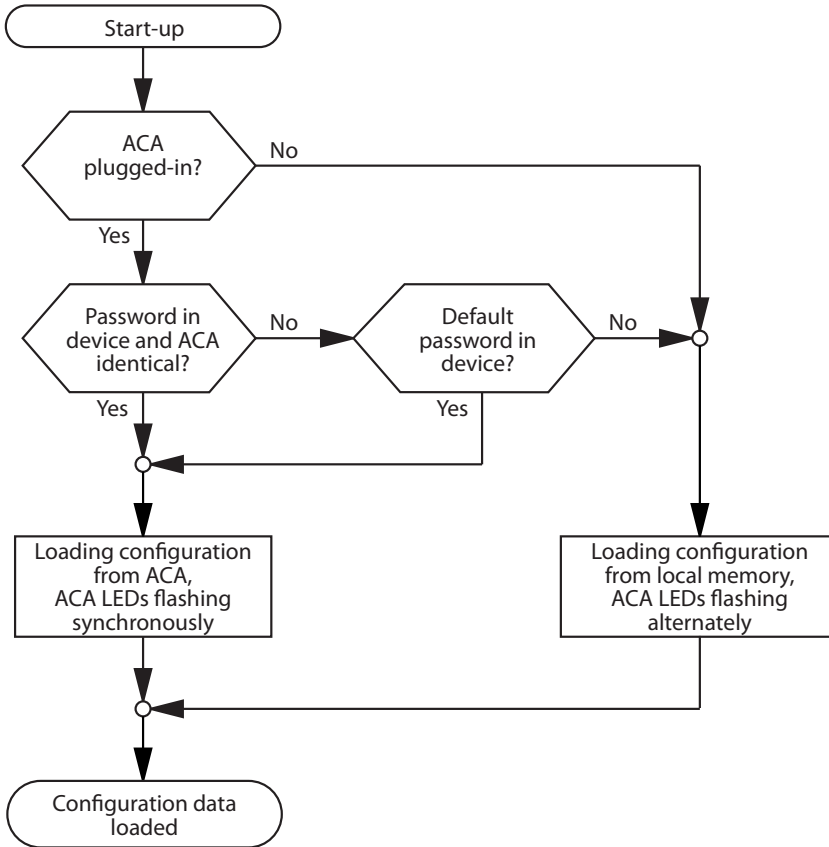 Start-up
ACA
plugged-in?
No
Yes
Password in
device and ACA
identical?
No
Default
password in
device?
No
Yes
Yes
Loading configuration
from ACA,
ACA LEDs flashing
synchronously
Loading configuration
from local memory,
ACA LEDs flashing
alternately
Configuration data
loaded